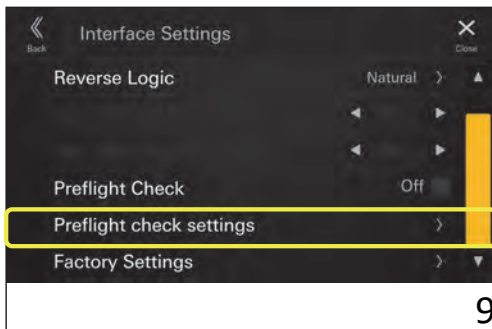 Back
Interface Settings
Close
Reverse Logic
Natural
Preflight Check
Off
Preflight check settings
Factory Settings
9